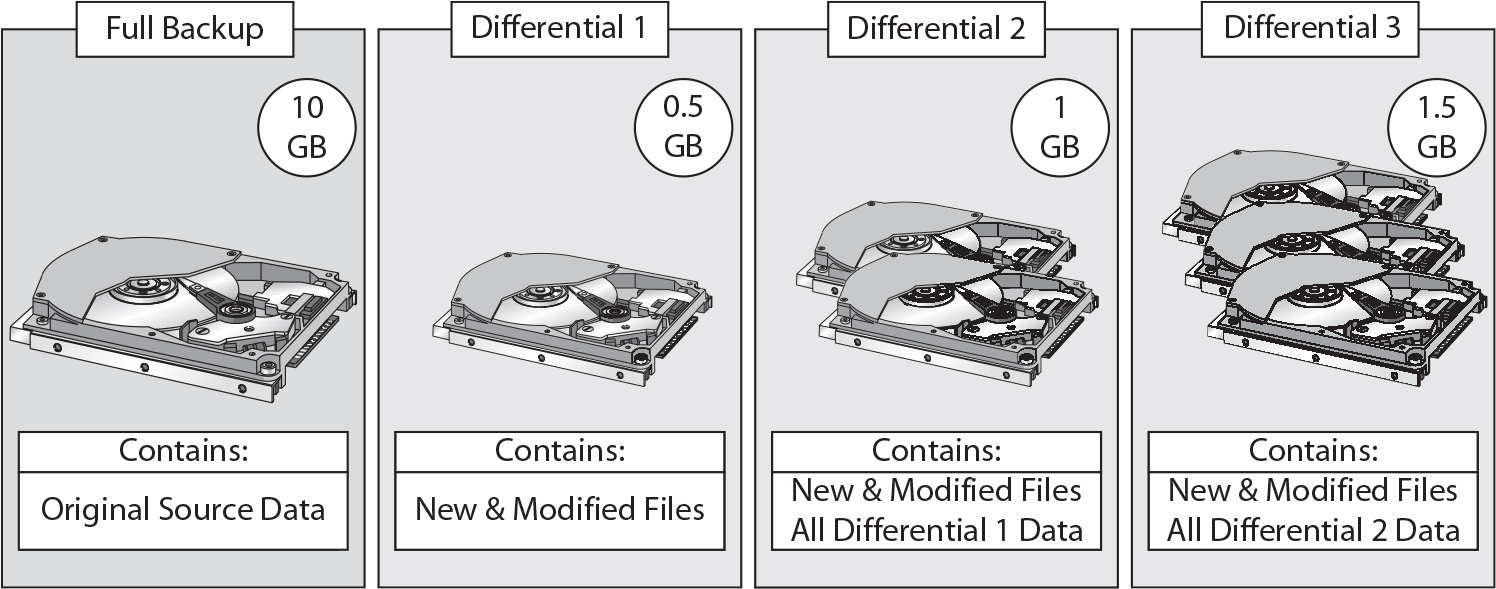 Full Backup
10
GB
Contains:
Original Source Data
Differential 1
0.5
GB
Contains:
New & Modified Files
Differential 2
1
GB
Contains:
New & Modified Files
All Differential 1 Data
Differential 3
1.5
GB
Contains:
New & Modified Files
All Differential 2 Data